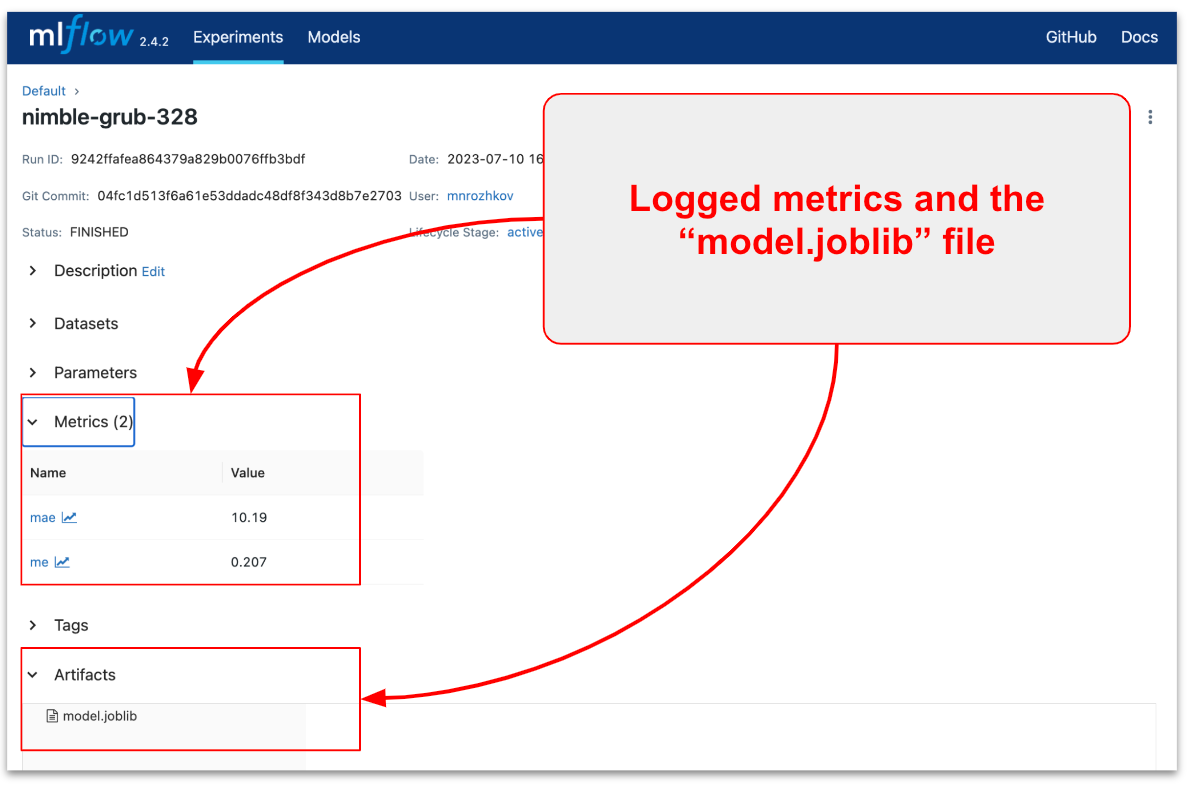 mlflow 2.4.2 Experiments Models GitHub Docs
Default ›
nimble-grub-328
Run ID: 9242ffafea864379a829b0076ffb3bdf Date: 2023-07-10 16
Git Commit: 04fc1d513f6a61e53ddadc48df8f343d8b7e2703 User: mnrozhkov
Status: FINISHED Lifecycle Stage: active
Logged metrics and the
“model.joblib” file
Description Edit
Datasets
Parameters
Metrics (2)
Name Value
mae 10.19
me 0.207
Tags
Artifacts
model.joblib